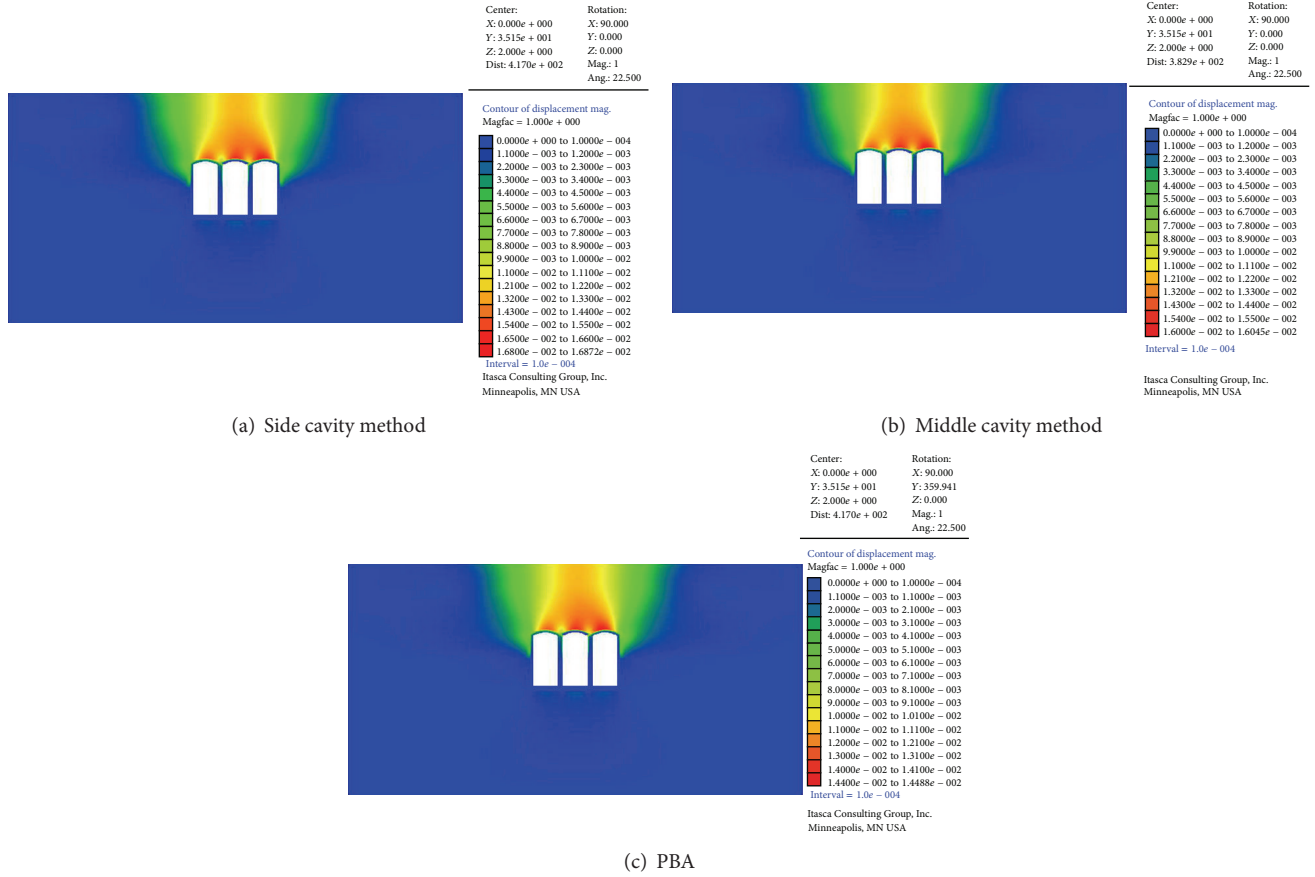 Center:
X: 0.000e + 000
Y: 3.515e + 001
Z: 2.000e + 000
Dist: 4.170e + 002
Rotation:
X: 90.000
Y: 0.000
Z: 0.000
Mag.: 1
Ang.: 22.500
Contour of displacement mag.
Magfac = 1.000e + 000
0.0000e + 000 to 1.0000e − 004
1.1000e − 003 to 1.2000e − 003
2.2000e − 003 to 2.3000e − 003
3.3000e − 003 to 3.4000e − 003
4.4000e − 003 to 4.5000e − 003
5.5000e − 003 to 5.6000e − 003
6.6000e − 003 to 6.7000e − 003
7.7000e − 003 to 7.8000e − 003
8.8000e − 003 to 8.9000e − 003
9.9000e − 003 to 1.0000e − 002
1.1000e − 002 to 1.1100e − 002
1.2100e − 002 to 1.2200e − 002
1.3200e − 002 to 1.3300e − 002
1.4300e − 002 to 1.4400e − 002
1.5400e − 002 to 1.5500e − 002
1.6500e − 002 to 1.6600e − 002
1.6800e − 002 to 1.6872e − 002
Interval = 1.0e − 004
Itasca Consulting Group, Inc.
Minneapolis, MN USA
(a) Side cavity method
Center:
X: 0.000e + 000
Y: 3.515e + 001
Z: 2.000e + 000
Dist: 3.829e + 002
Rotation:
X: 90.000
Y: 0.000
Z: 0.000
Mag.: 1
Ang.: 22.500
Contour of displacement mag.
Magfac = 1.000e + 000
0.0000e + 000 to 1.0000e − 004
1.1000e − 003 to 1.2000e − 003
2.2000e − 003 to 2.3000e − 003
3.3000e − 003 to 3.4000e − 003
4.4000e − 003 to 4.5000e − 003
5.5000e − 003 to 5.6000e − 003
6.6000e − 003 to 6.7000e − 003
7.7000e − 003 to 7.8000e − 003
8.8000e − 003 to 8.9000e − 003
9.9000e − 003 to 1.0000e − 002
1.1000e − 002 to 1.1100e − 002
1.2100e − 002 to 1.2200e − 002
1.3200e − 002 to 1.3300e − 002
1.4300e − 002 to 1.4400e − 002
1.5400e − 002 to 1.5500e − 002
1.6000e − 002 to 1.6045e − 002
Interval = 1.0e − 004
Itasca Consulting Group, Inc.
Minneapolis, MN USA
(b) Middle cavity method
Center:
X: 0.000e + 000
Y: 3.515e + 001
Z: 2.000e + 000
Dist: 4.170e + 002
Rotation:
X: 90.000
Y: 359.941
Z: 0.000
Mag.: 1
Ang.: 22.500
Contour of displacement mag.
Magfac = 1.000e + 000
0.0000e + 000 to 1.0000e − 004
1.1000e − 003 to 1.1000e − 003
2.0000e − 003 to 2.1000e − 003
3.0000e − 003 to 3.1000e − 003
4.0000e − 003 to 4.1000e − 003
5.0000e − 003 to 5.1000e − 003
6.0000e − 003 to 6.1000e − 003
7.0000e − 003 to 7.1000e − 003
8.0000e − 003 to 8.1000e − 003
9.0000e − 003 to 9.1000e − 003
1.0000e − 002 to 1.0100e − 002
1.1000e − 002 to 1.1100e − 002
1.2000e − 002 to 1.2100e − 002
1.3000e − 002 to 1.3100e − 002
1.4000e − 002 to 1.4100e − 002
1.4400e − 002 to 1.4488e − 002
Interval = 1.0e − 004
Itasca Consulting Group, Inc.
Minneapolis, MN USA
(c) PBA